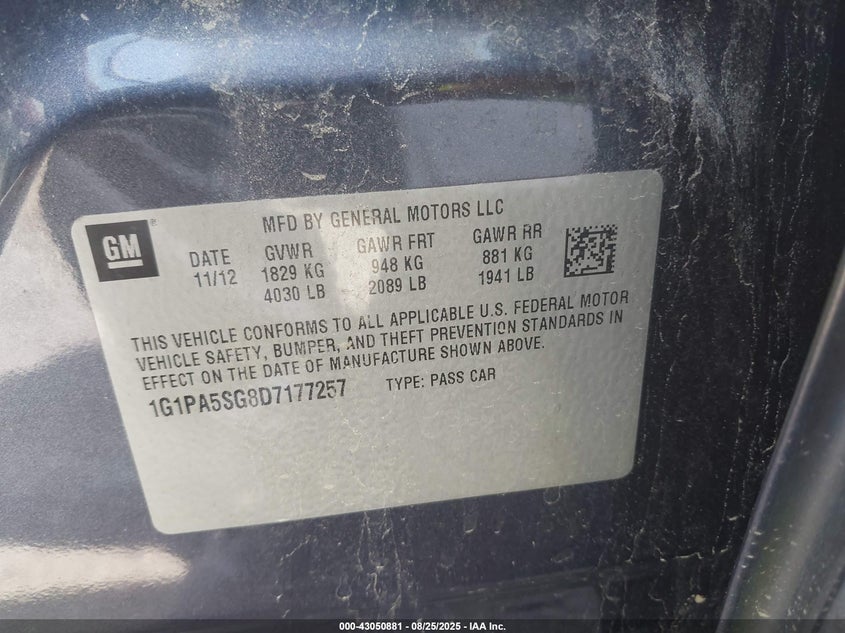 GM®
MFD BY GENERAL MOTORS LLC
DATE GVWR GAWR FRT GAWR RR
11/12 1829 KG 948 KG 881 KG
4030 LB 2089 LB 1941 LB
THIS VEHICLE CONFORMS TO ALL APPLICABLE U.S. FEDERAL MOTOR
VEHICLE SAFETY, BUMPER, AND THEFT PREVENTION STANDARDS IN
EFFECT ON THE DATE OF MANUFACTURE SHOWN ABOVE.
1G1PA5SG8D7177257 TYPE: PASS CAR
000-43050881 - 08/25/2025 - IAA Inc.